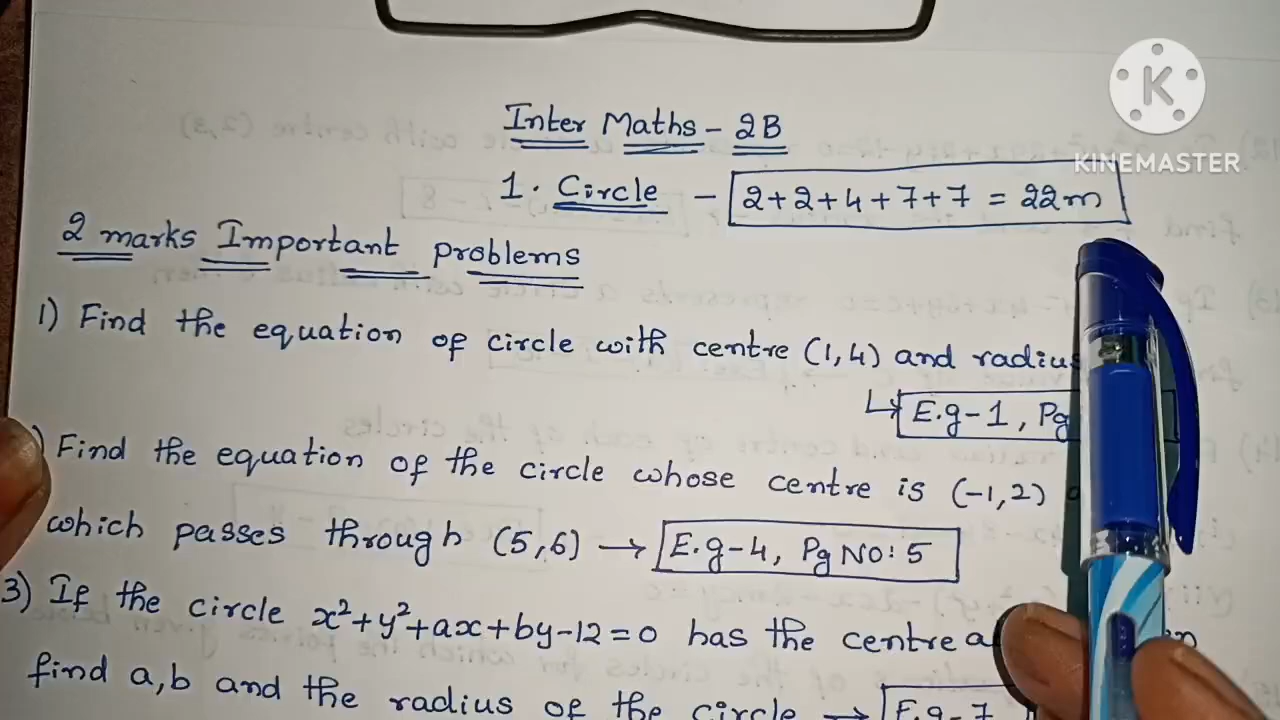 Inter Maths - 2B
KINEMASTER
1. Circle - 2+2+4+7+7 = 22m
2 marks Important problems
1) Find the equation of circle with centre (1,4) and radius
↳ E.g-1, Pg
) Find the equation of the circle whose centre is (-1,2)
which passes through (5,6) → E.g-4, Pg No: 5
3) If the circle x²+y²+ax+by-12=0 has the centre a
find a,b and the radius of the circle → E.g-7